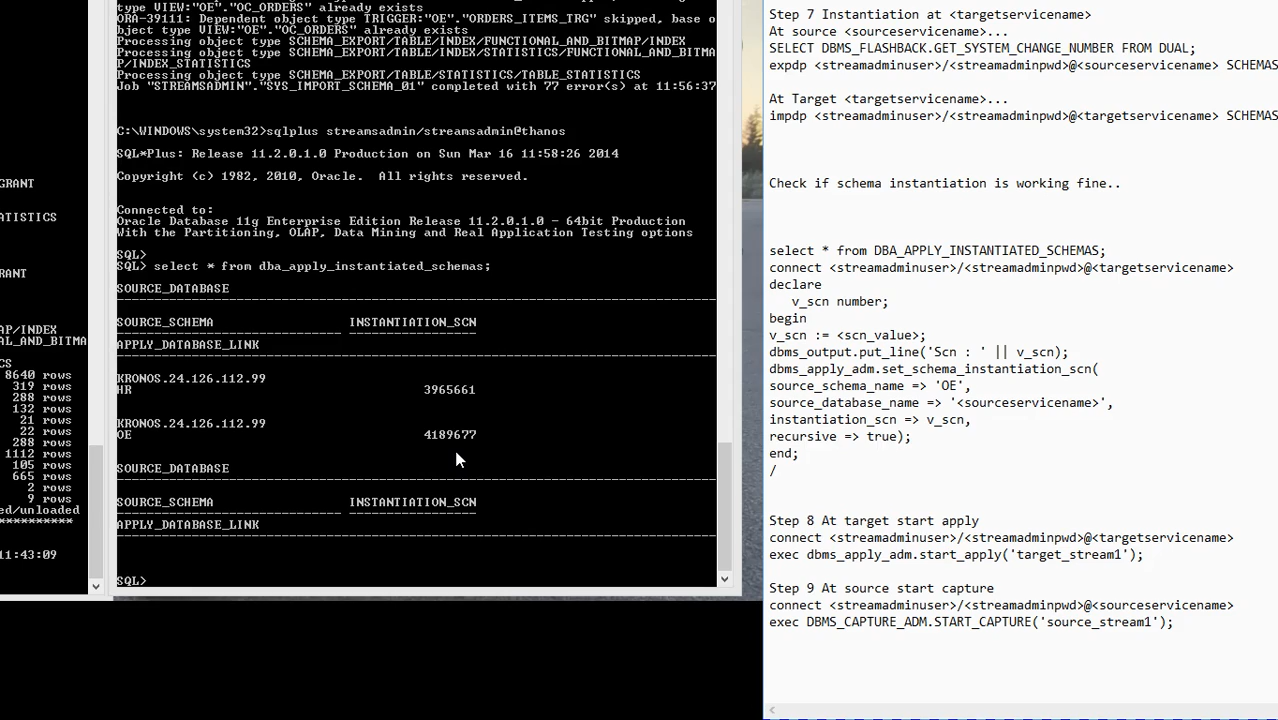 GRANT
ATISTICS
GRANT
AP/INDEX
AL_AND_BITMA
CS
8640 rows
319 rows
288 rows
132 rows
21 rows
22 rows
288 rows
1112 rows
105 rows
665 rows
2 rows
9 rows
ed/unloaded
**********
11:43:09
type VIEW:"OE"."OC_ORDERS" already exists
ORA-39111: Dependent object type TRIGGER:"OE"."ORDERS_ITEMS_TRG" skipped, base o
bject type VIEW:"OE"."OC_ORDERS" already exists
Processing object type SCHEMA_EXPORT/TABLE/INDEX/FUNCTIONAL_AND_BITMAP/INDEX
Processing object type SCHEMA_EXPORT/TABLE/INDEX/STATISTICS/FUNCTIONAL_AND_BITMA
P/INDEX_STATISTICS
Processing object type SCHEMA_EXPORT/TABLE/STATISTICS/TABLE_STATISTICS
Job "STREAMSADMIN"."SYS_IMPORT_SCHEMA_01" completed with 77 error(s) at 11:56:37
C:\WINDOWS\system32>sqlplus streamsadmin/streamsadmin@thanos
SQL*Plus: Release 11.2.0.1.0 Production on Sun Mar 16 11:58:26 2014
Copyright (c) 1982, 2010, Oracle.  All rights reserved.
Connected to:
Oracle Database 11g Enterprise Edition Release 11.2.0.1.0 - 64bit Production
With the Partitioning, OLAP, Data Mining and Real Application Testing options
SQL>
SQL> select * from dba_apply_instantiated_schemas;
SOURCE_DATABASE
--------------------------------------------------------------------------------
SOURCE_SCHEMA                  INSTANTIATION_SCN
------------------------------ -----------------
APPLY_DATABASE_LINK
--------------------------------------------------------------------------------
KRONOS.24.126.112.99
HR                                       3965661
KRONOS.24.126.112.99
OE                                       4189677
SOURCE_DATABASE
--------------------------------------------------------------------------------
SOURCE_SCHEMA                  INSTANTIATION_SCN
------------------------------ -----------------
APPLY_DATABASE_LINK
--------------------------------------------------------------------------------
SQL>
Step 7 Instantiation at <targetservicename>
At source <sourceservicename>...
SELECT DBMS_FLASHBACK.GET_SYSTEM_CHANGE_NUMBER FROM DUAL;
expdp <streamadminuser>/<streamadminpwd>@<sourceservicename> SCHEMAS
At Target <targetservicename>...
impdp <streamadminuser>/<streamadminpwd>@<targetservicename> SCHEMAS
Check if schema instantiation is working fine..
select * from DBA_APPLY_INSTANTIATED_SCHEMAS;
connect <streamadminuser>/<streamadminpwd>@<targetservicename>
declare
v_scn number;
begin
v_scn := <scn_value>;
dbms_output.put_line('Scn : ' || v_scn);
dbms_apply_adm.set_schema_instantiation_scn(
source_schema_name => 'OE',
source_database_name => '<sourceservicename>',
instantiation_scn => v_scn,
recursive => true);
end;
/
Step 8 At target start apply
connect <streamadminuser>/<streamadminpwd>@<targetservicename>
exec dbms_apply_adm.start_apply('target_stream1');
Step 9 At source start capture
connect <streamadminuser>/<streamadminpwd>@<sourceservicename>
exec DBMS_CAPTURE_ADM.START_CAPTURE('source_stream1');